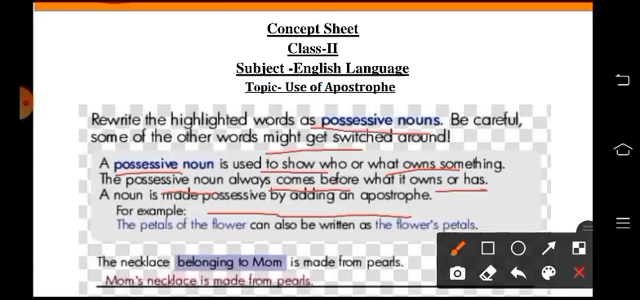 Concept Sheet
Class-II
Subject -English Language
Topic- Use of Apostrophe
Rewrite the highlighted words as possessive nouns. Be careful,
some of the other words might get switched around!
A possessive noun is used to show who or what owns something.
The possessive noun always comes before what it owns or has.
A noun is made possessive by adding an apostrophe.
For example:
The petals of the flower can also be written as the flower's petals.
The necklace belonging to Mom is made from pearls.
Mom's necklace is made from pearls.